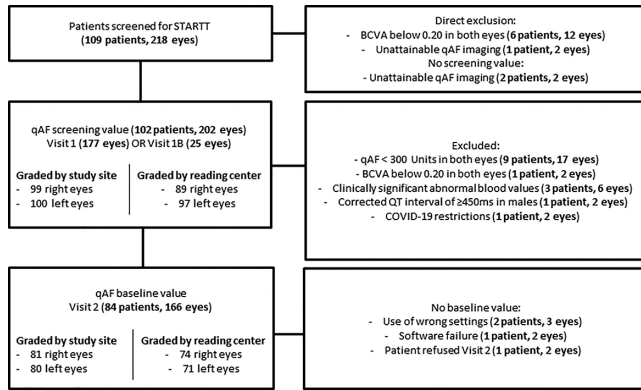 Patients screened for STARTT
(109 patients, 218 eyes)
Direct exclusion:
- BCVA below 0.20 in both eyes (6 patients, 12 eyes)
- Unattainable qAF imaging (1 patient, 2 eyes)
No screening value:
- Unattainable qAF imaging (2 patients, 2 eyes)
qAF screening value (102 patients, 202 eyes)
Visit 1 (177 eyes) OR Visit 1B (25 eyes)
Graded by study site
- 99 right eyes
- 100 left eyes
Graded by reading center
- 89 right eyes
- 97 left eyes
Excluded:
- qAF < 300 Units in both eyes (9 patients, 17 eyes)
- BCVA below 0.20 in both eyes (1 patient, 2 eyes)
- Clinically significant abnormal blood values (3 patients, 6 eyes)
- Corrected QT interval of ≥450ms in males (1 patient, 2 eyes)
- COVID-19 restrictions (1 patient, 2 eyes)
qAF baseline value
Visit 2 (84 patients, 166 eyes)
Graded by study site
- 81 right eyes
- 80 left eyes
Graded by reading center
- 74 right eyes
- 71 left eyes
No baseline value:
- Use of wrong settings (2 patients, 3 eyes)
- Software failure (1 patient, 2 eyes)
- Patient refused Visit 2 (1 patient, 2 eyes)